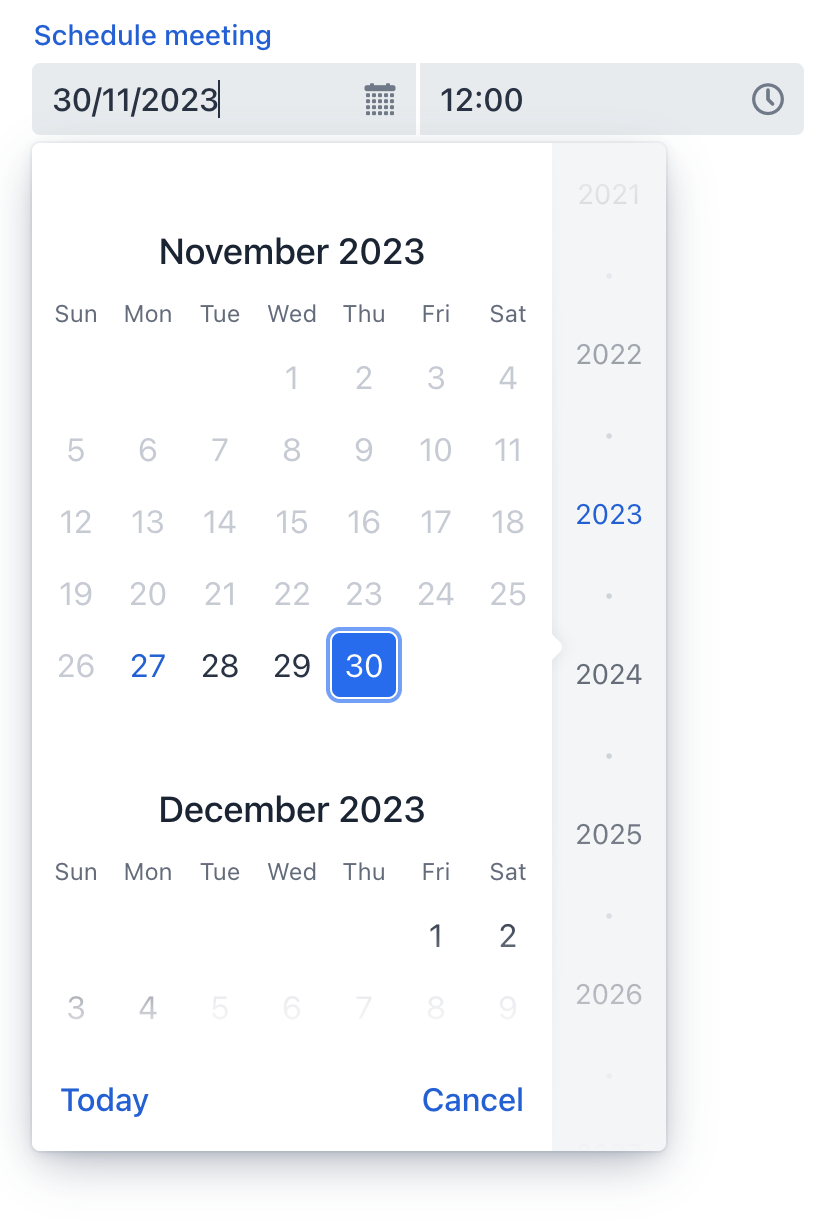 Schedule meeting
30/11/2023 12:00
2021
November 2023
Sun Mon Tue Wed Thu Fri Sat
2022
1 2 3 4
5 6 7 8 9 10 11
12 13 14 15 16 17 18
2023
19 20 21 22 23 24 25
26 27 28 29 30
2024
December 2023
2025
Sun Mon Tue Wed Thu Fri Sat
1 2
3 4 5 6 7 8 9
2026
Today Cancel